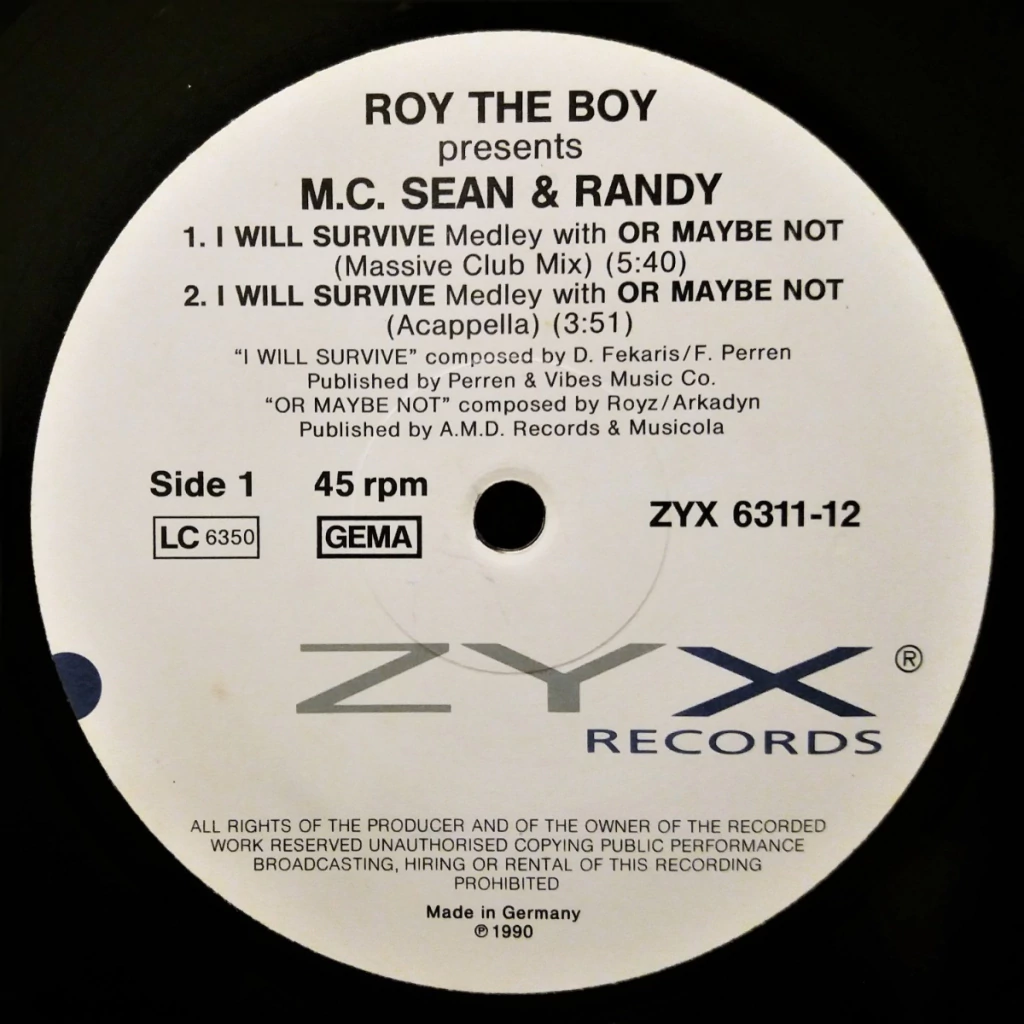 ROY THE BOY
presents
M.C. SEAN & RANDY
1. I WILL SURVIVE Medley with OR MAYBE NOT
(Massive Club Mix) (5:40)
2. I WILL SURVIVE Medley with OR MAYBE NOT
(Acappella) (3:51)
"I WILL SURVIVE" composed by D. Fekaris/F. Perren
Published by Perren & Vibes Music Co.
"OR MAYBE NOT" composed by Royz/Arkadyn
Published by A.M.D. Records & Musicola
Side 1 45 rpm
ZYX 6311-12
LC 6350 GEMA
ZYX ®
RECORDS
ALL RIGHTS OF THE PRODUCER AND OF THE OWNER OF THE RECORDED
WORK RESERVED UNAUTHORISED COPYING PUBLIC PERFORMANCE
BROADCASTING, HIRING OR RENTAL OF THIS RECORDING
PROHIBITED
Made in Germany
℗ 1990